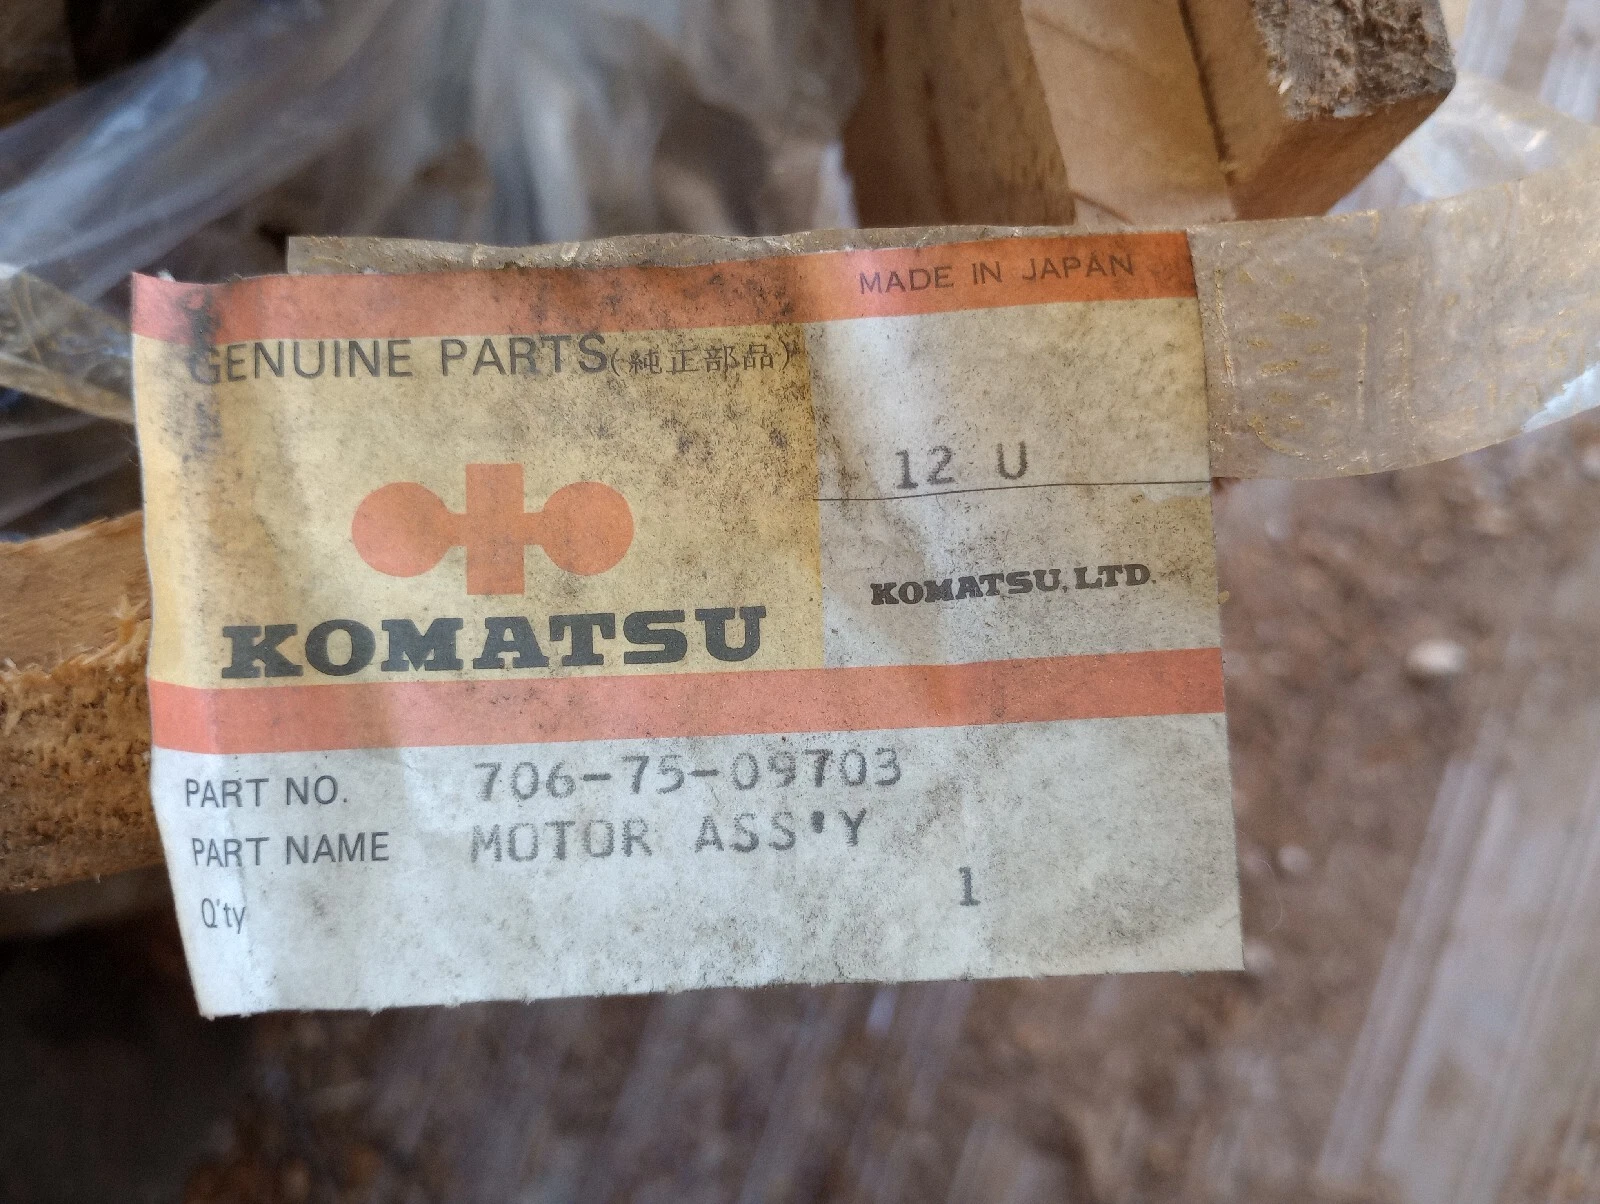 MADE IN JAPAN
GENUINE PARTS(純正部品)
12 U
KOMATSU, LTD.
KOMATSU
PART NO. 706-75-09703
PART NAME MOTOR ASS'Y
Q'ty 1